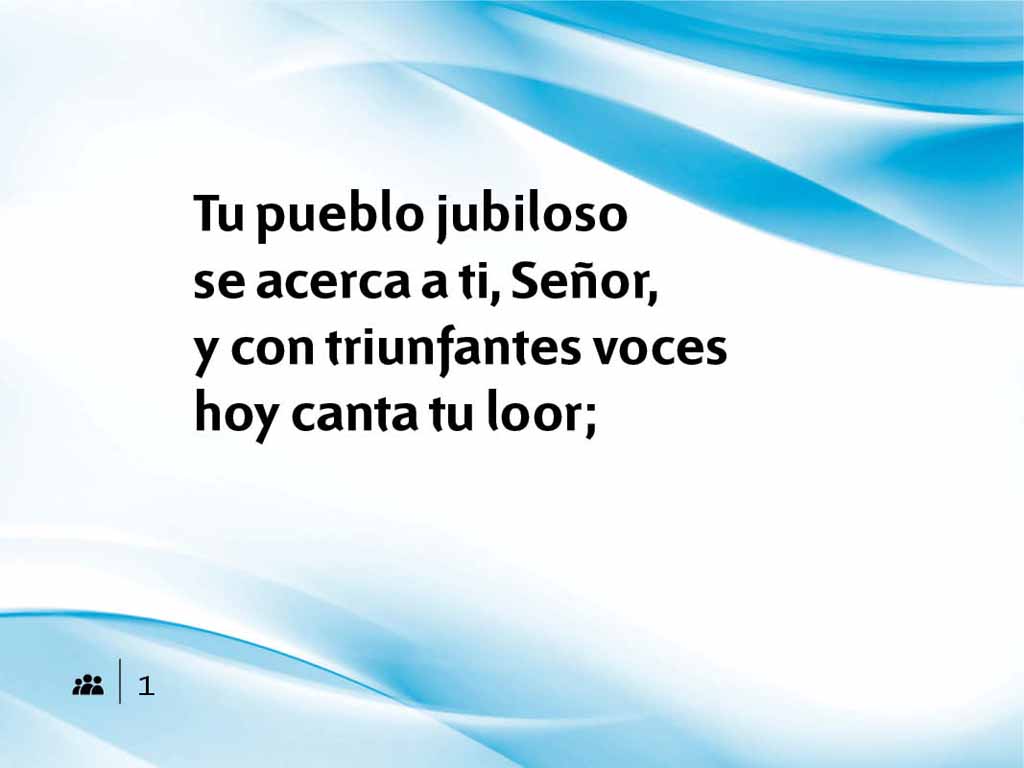 Tu pueblo jubiloso
se acerca a ti, Señor,
y con triunfantes voces
hoy canta tu loor;
1